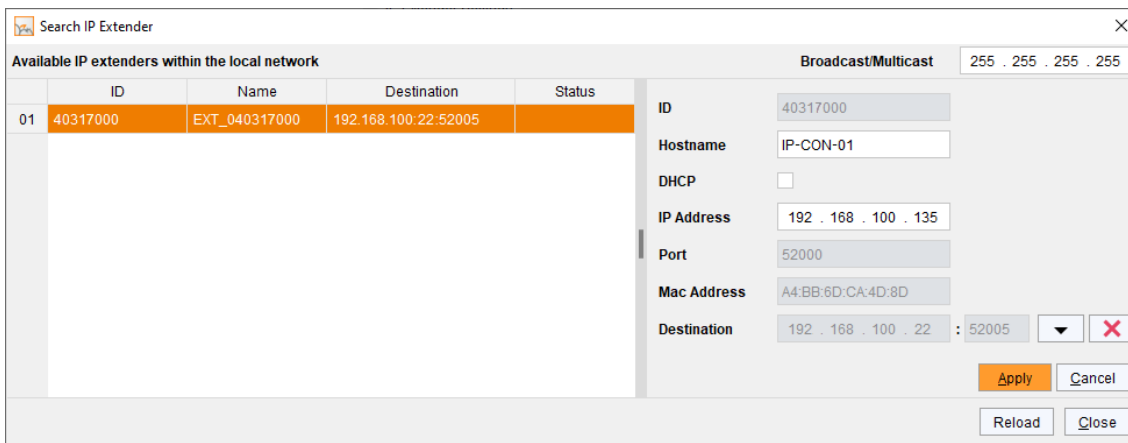 Search IP Extender
Available IP extenders within the local network
Broadcast/Multicast 255 . 255 . 255 . 255
ID Name Destination Status
01 40317000 EXT_040317000 192.168.100:22:52005
ID 40317000
Hostname IP-CON-01
DHCP
IP Address 192 . 168 . 100 . 135
Port 52000
Mac Address A4:BB:6D:CA:4D:8D
Destination 192 . 168 . 100 . 22 : 52005
Apply Cancel
Reload Close